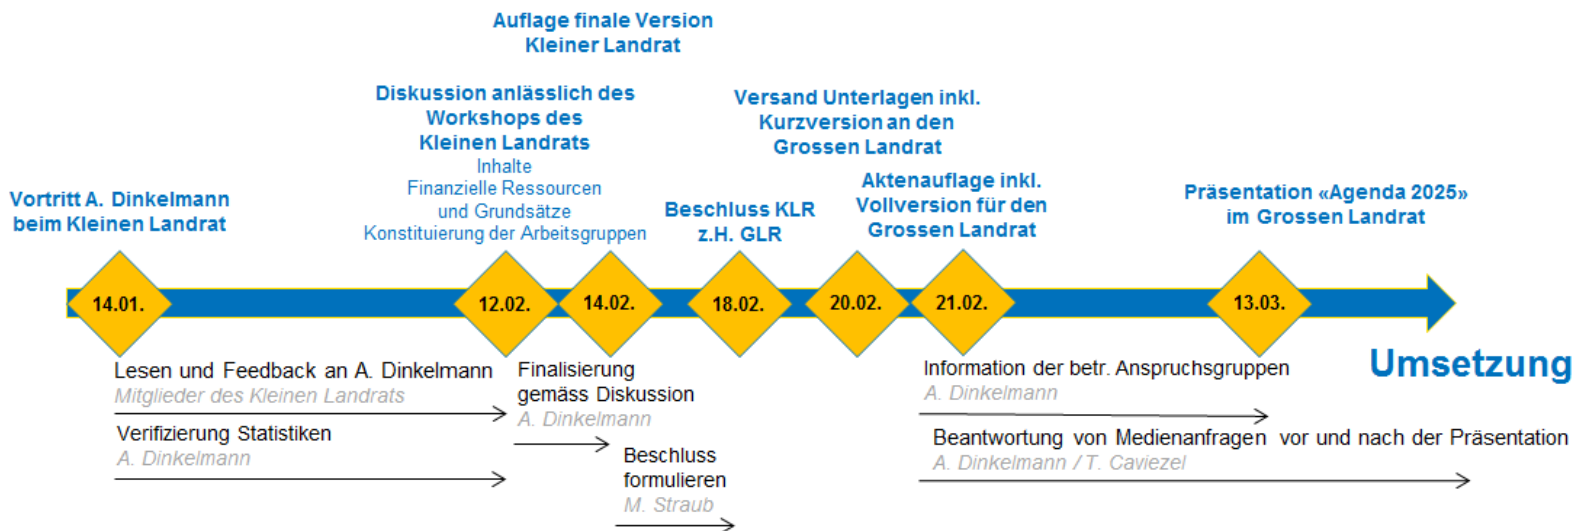 Auflage finale Version
Kleiner Landrat
Diskussion anlässlich des
Workshops des
Kleinen Landrats
Inhalte
Finanzielle Ressourcen
und Grundsätze
Konstituierung der Arbeitsgruppen
Versand Unterlagen inkl.
Kurzversion an den
Grossen Landrat
Vortritt A. Dinkelmann
beim Kleinen Landrat
Beschluss KLR
z.H. GLR
Aktenauflage inkl.
Vollversion für den
Grossen Landrat
Präsentation «Agenda 2025»
im Grossen Landrat
14.01.
12.02.
14.02.
18.02.
20.02.
21.02.
13.03.
Umsetzung
Lesen und Feedback an A. Dinkelmann
Mitglieder des Kleinen Landrats
Verifizierung Statistiken
A. Dinkelmann
Finalisierung
gemäss Diskussion
A. Dinkelmann
Beschluss
formulieren
M. Straub
Information der betr. Anspruchsgruppen
A. Dinkelmann
Beantwortung von Medienanfragen vor und nach der Präsentation
A. Dinkelmann / T. Caviezel